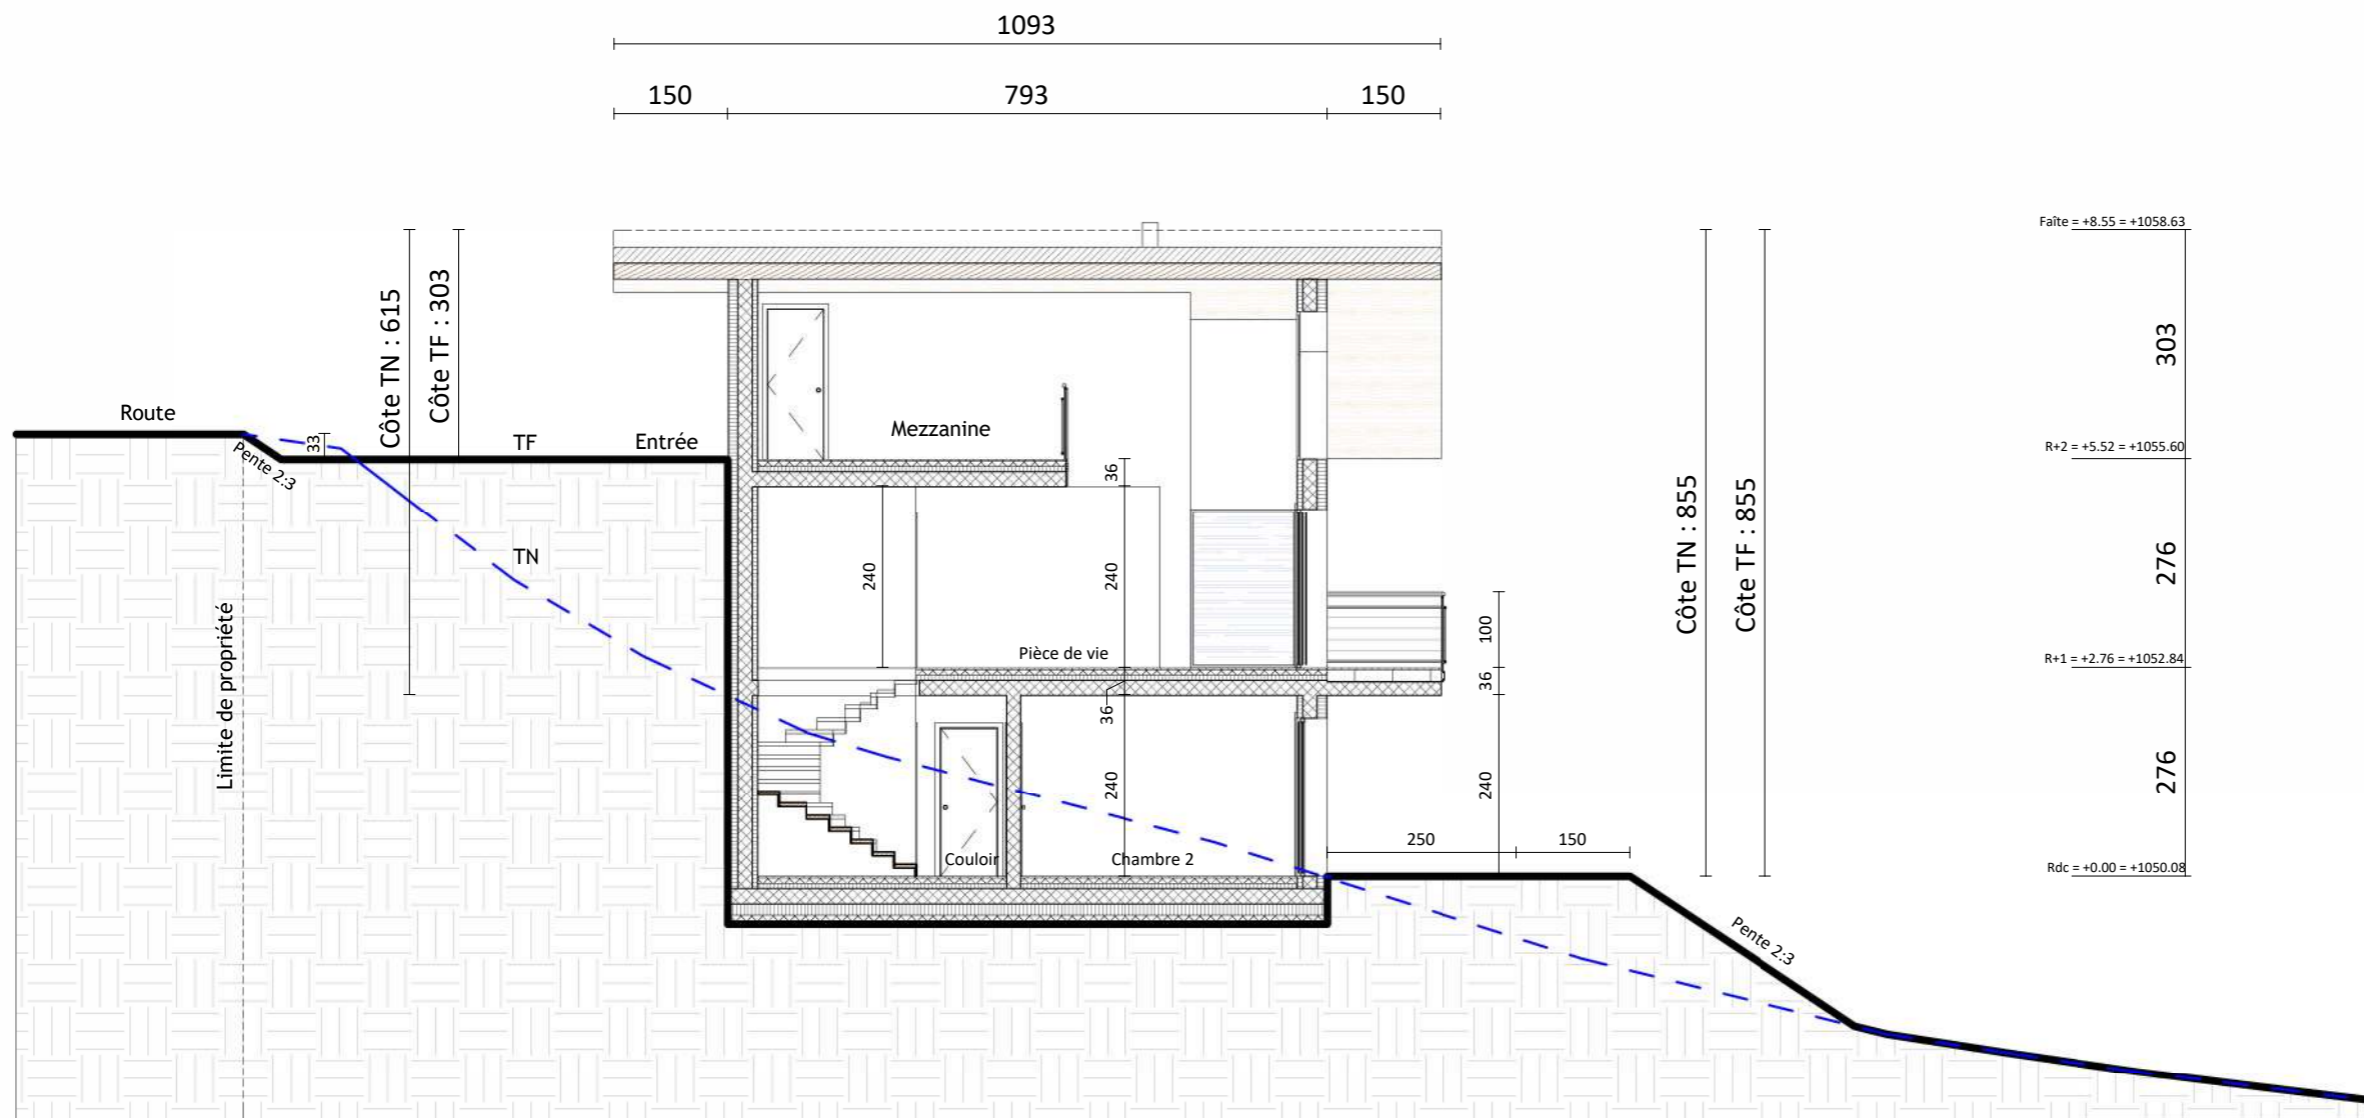 1093
150
793
150
Faîte = +8.55 = +1058.63
Côte TN : 615
Côte TF : 303
303
Route
33
TF
Entrée
Mezzanine
R+2 = +5.52 = +1055.60
Pente 2:3
36
Côte TN : 855
Côte TF : 855
TN
240
240
276
Limite de propriété
100
Pièce de vie
R+1 = +2.76 = +1052.84
36
36
240
240
276
250
150
Couloir
Chambre 2
Rdc = +0.00 = +1050.08
Pente 2:3